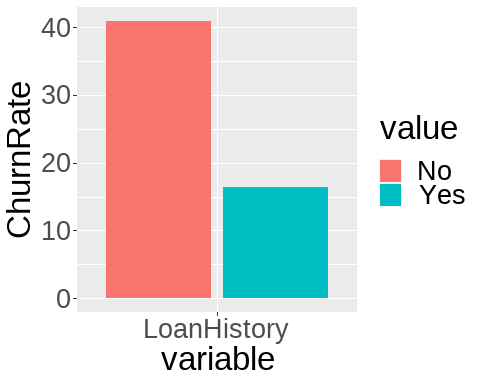 ChurnRate
40
30
20
10
0
LoanHistory
variable
value
No
Yes